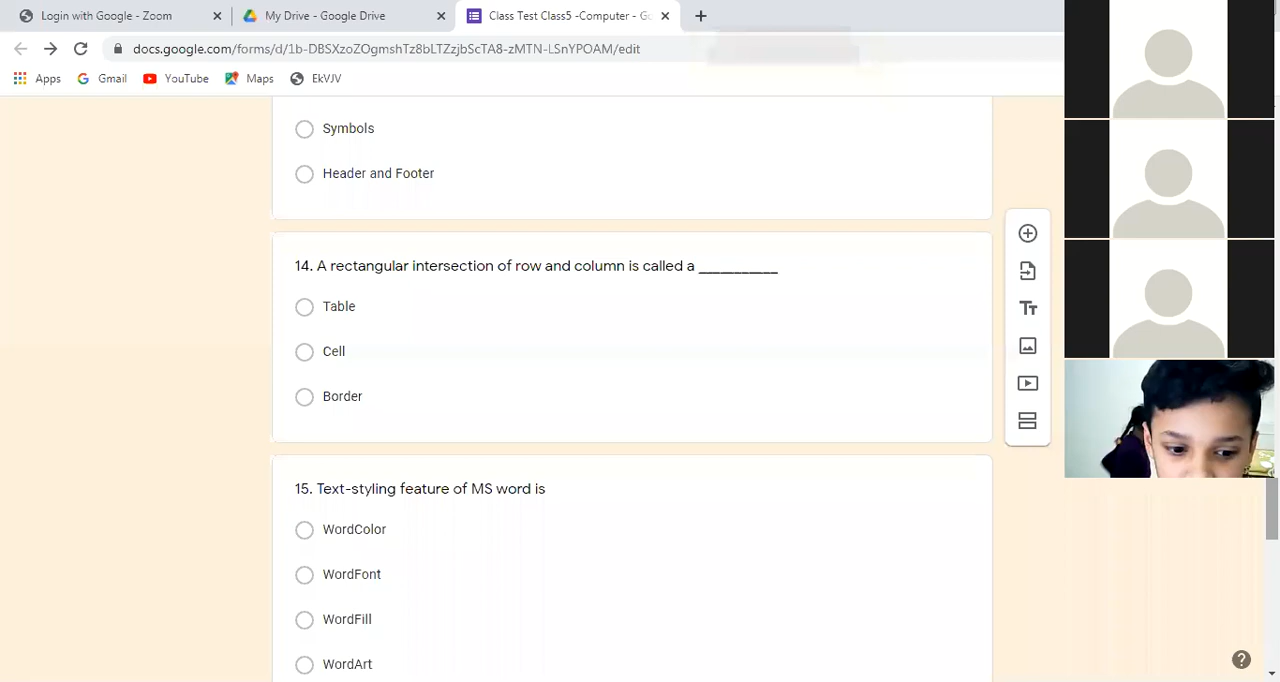 Login with Google - Zoom
My Drive - Google Drive
Class Test Class5 -Computer - Go
docs.google.com/forms/d/1b-DBSXzoZOgmshTz8bLTZzjbScTA8-zMTN-LSnYPOAM/edit
Apps
Gmail
YouTube
Maps
EkVJV
Symbols
Header and Footer
14. A rectangular intersection of row and column is called a ___________
Table
Cell
Border
15. Text-styling feature of MS word is
WordColor
WordFont
WordFill
WordArt